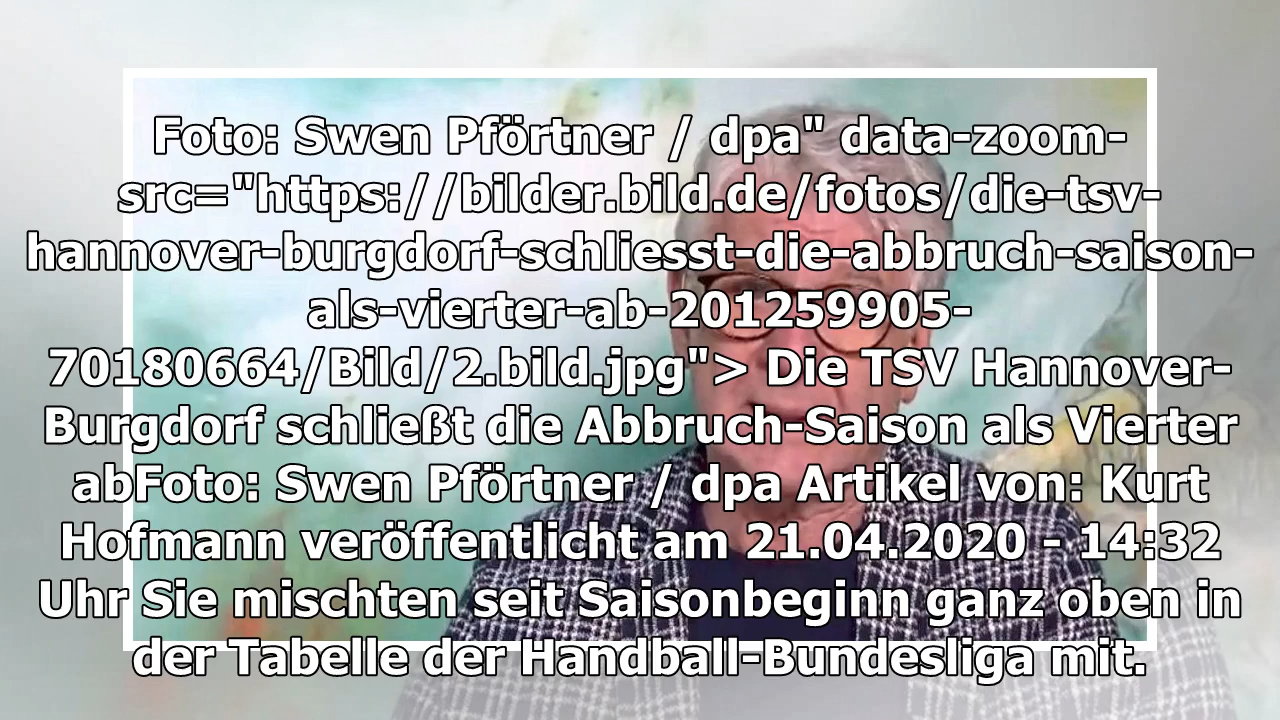 Foto: Swen Pförtner / dpa" data-zoom-
src="https://bilder.bild.de/fotos/die-tsv-
hannover-burgdorf-schliesst-die-abbruch-saison-
als-vierter-ab-201259905-
70180664/Bild/2.bild.jpg"> Die TSV Hannover-
Burgdorf schließt die Abbruch-Saison als Vierter
abFoto: Swen Pförtner / dpa Artikel von: Kurt
Hofmann veröffentlicht am 21.04.2020 - 14:32
Uhr Sie mischten seit Saisonbeginn ganz oben in
der Tabelle der Handball-Bundesliga mit.